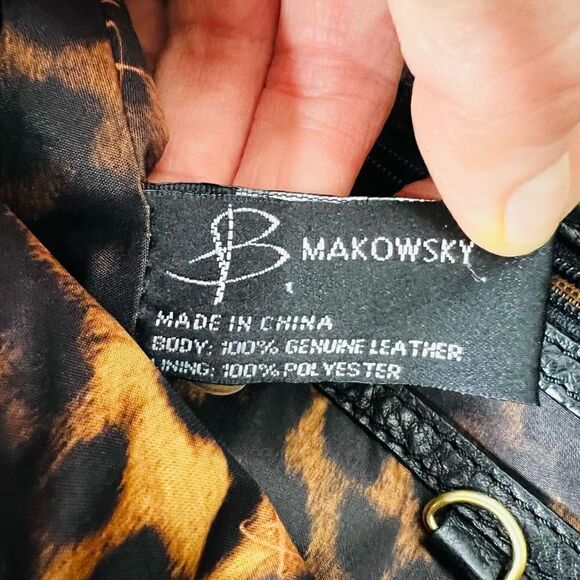 B MAKOWSKY
MADE IN CHINA
BODY: 100% GENUINE LEATHER
LINING: 100% POLYESTER